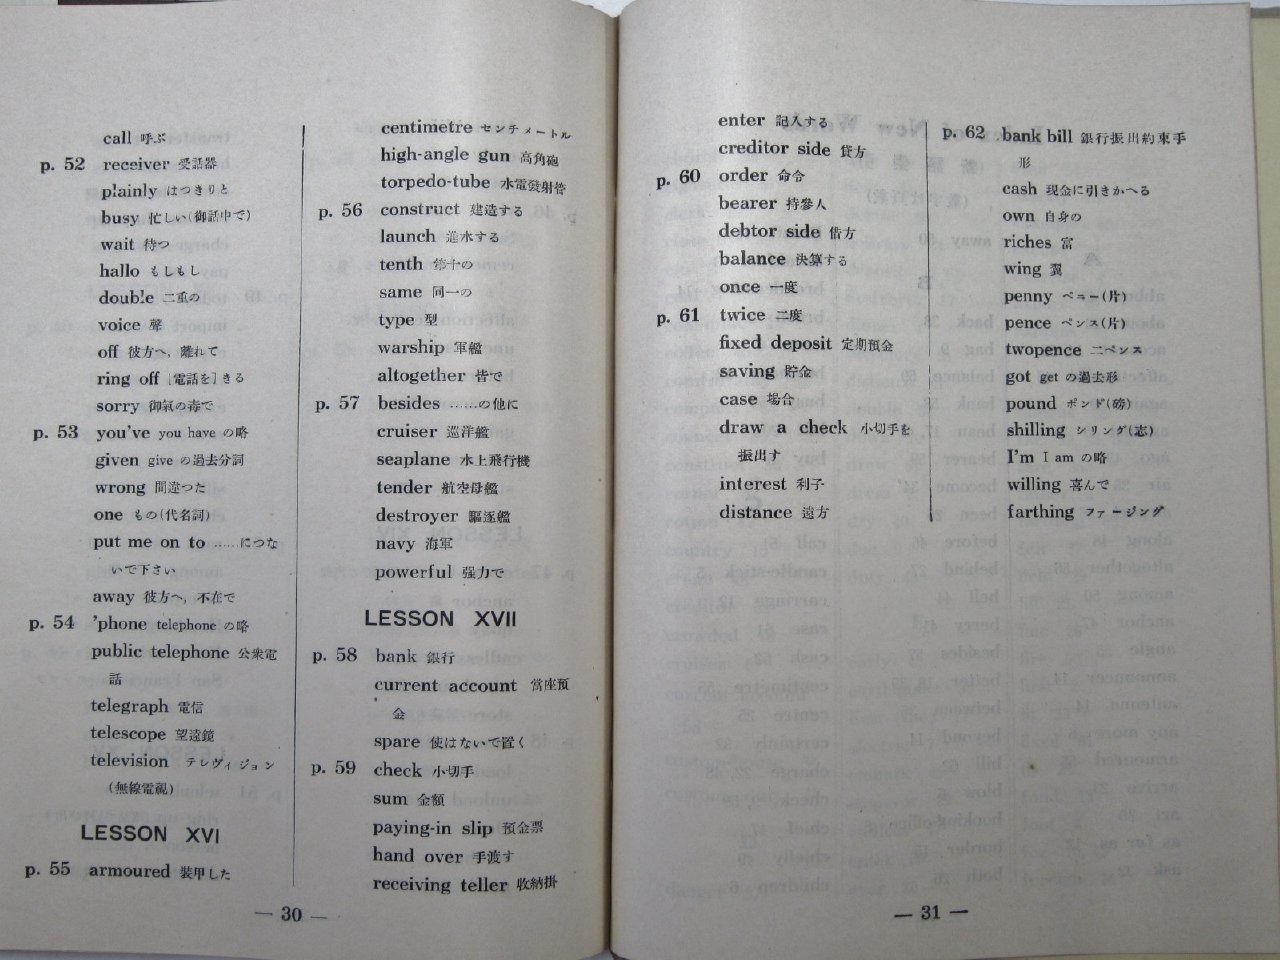 call 呼ぶ
p. 52 receiver 受話器
plainly はつきりと
busy 忙しい(御話中で)
wait 待つ
hallo もしもし
double 二重の
voice 聲
off 彼方へ, 離れて
ring off [電話を]きる
sorry 御氣の毒で
p. 53 you've you have の略
given give の過去分詞
wrong 間違つた
one もの(代名詞)
put me on to ……につな
いで下さい
away 彼方へ, 不在で
p. 54 'phone telephone の略
public telephone 公衆電
話
telegraph 電信
telescope 望遠鏡
television テレヴィジョン
(無線電視)
LESSON XVI
p. 55 armoured 裝甲した
centimetre センチメートル
high-angle gun 高角砲
torpedo-tube 水雷發射管
p. 56 construct 建造する
launch 進水する
tenth 第十の
same 同一の
type 型
warship 軍艦
altogether 皆で
p. 57 besides ……の他に
cruiser 巡洋艦
seaplane 水上飛行機
tender 航空母艦
destroyer 驅逐艦
navy 海軍
powerful 强力で
LESSON XVII
p. 58 bank 銀行
current account 當座預
金
spare 使はないで置く
p. 59 check 小切手
sum 金額
paying-in slip 預金票
hand over 手渡す
receiving teller 收納掛
— 30 —
enter 記入する
creditor side 貸方
p. 60 order 命令
bearer 持參人
debtor side 借方
balance 決算する
once 一度
p. 61 twice 二度
fixed deposit 定期預金
saving 貯金
case 場合
draw a check 小切手を
振出す
interest 利子
distance 遠方
p. 62 bank bill 銀行振出約束手
形
cash 現金に引きかへる
own 自身の
riches 富
wing 翼
penny ペニー(片)
pence ペンス(片)
twopence 二ペンス
got get の過去形
pound ポンド(磅)
shilling シリング(志)
I'm I am の略
willing 喜んで
farthing ファージング
— 31 —